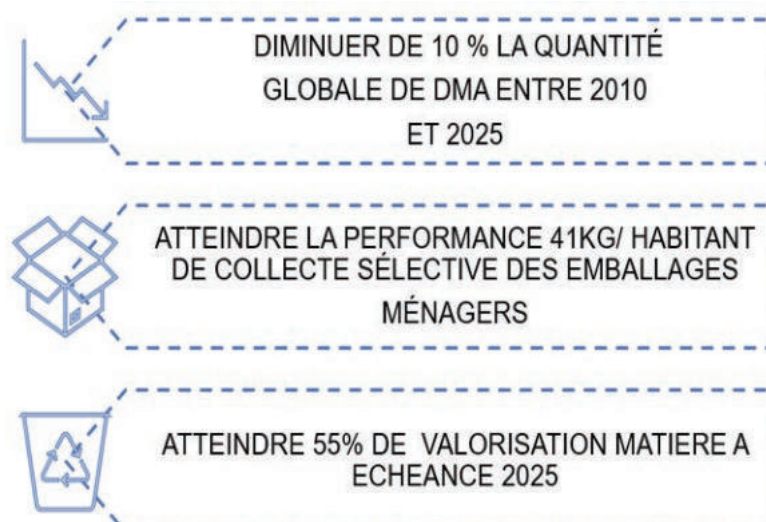 DIMINUER DE 10 % LA QUANTITÉ
GLOBALE DE DMA ENTRE 2010
ET 2025
ATTEINDRE LA PERFORMANCE 41KG/ HABITANT
DE COLLECTE SÉLECTIVE DES EMBALLAGES
MÉNAGERS
ATTEINDRE 55% DE VALORISATION MATIERE A
ECHEANCE 2025